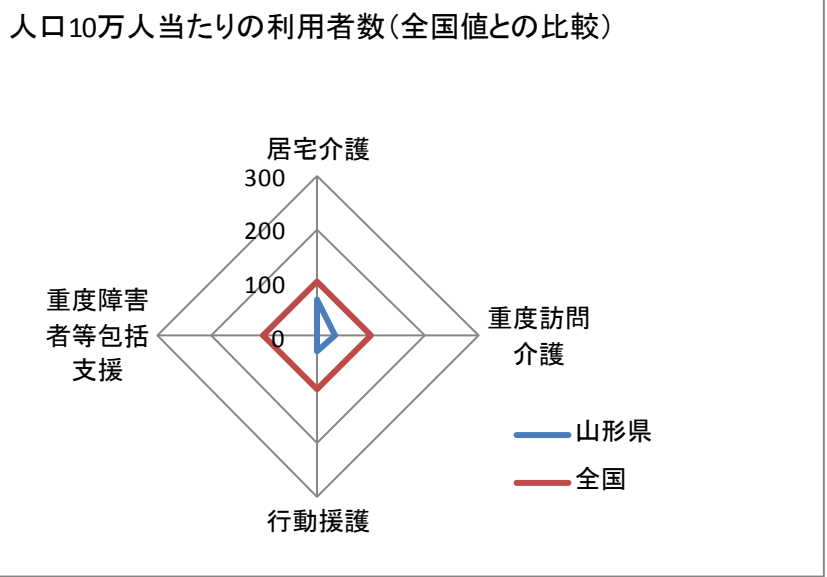 人口10万人当たりの利用者数(全国値との比較)
居宅介護
300
200
100
0
重度障害
者等包括
支援
重度訪問
介護
山形県
全国
行動援護